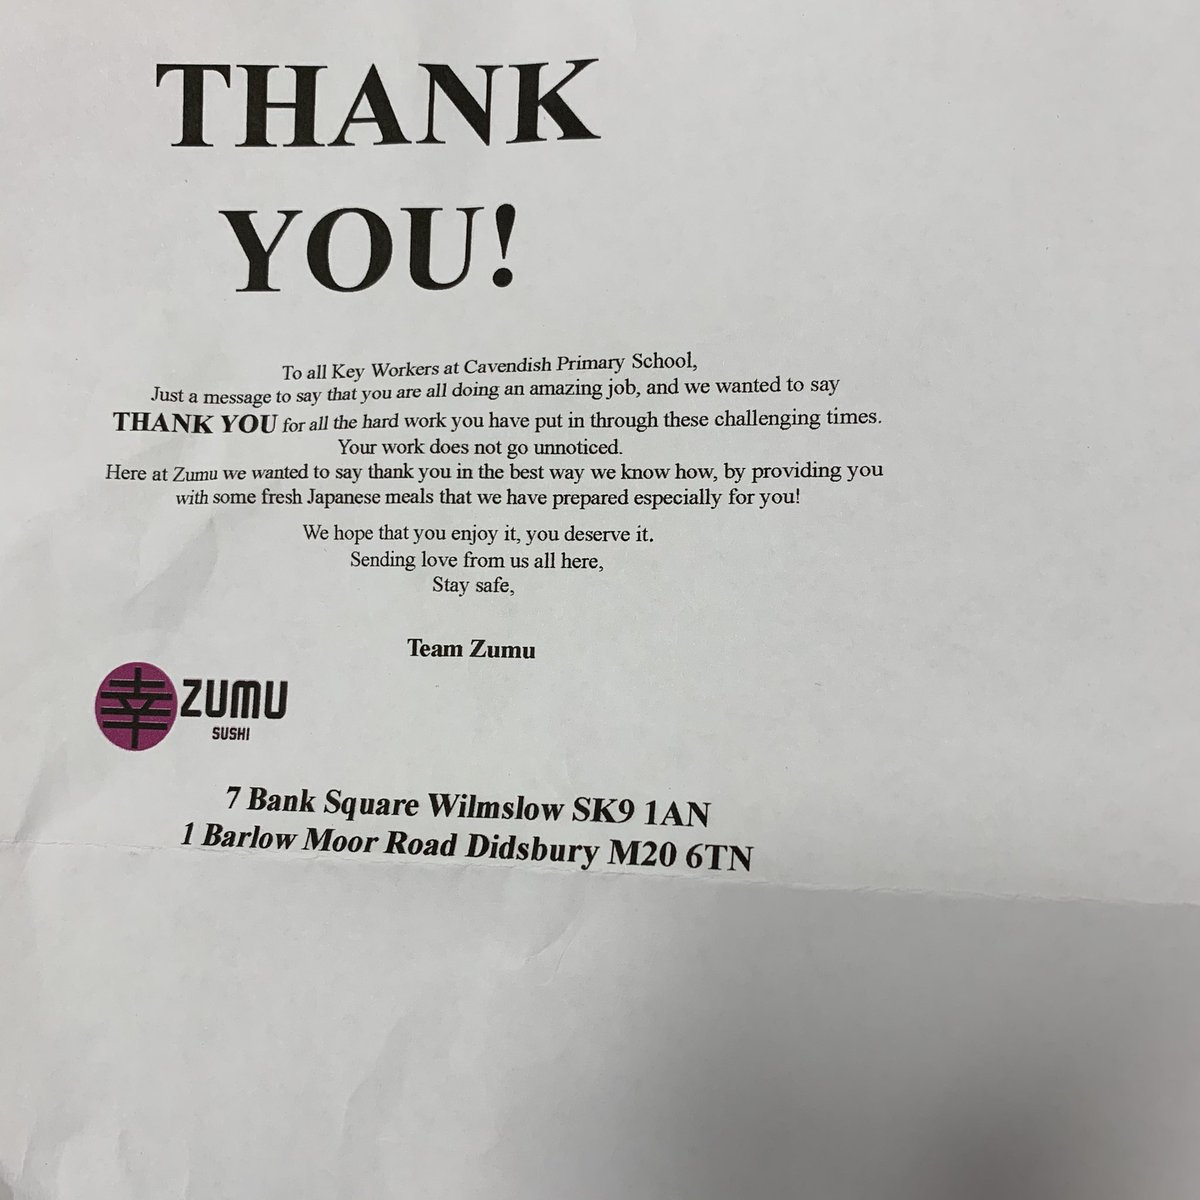 THANK
YOU!
To all Key Workers at Cavendish Primary School,
Just a message to say that you are all doing an amazing job, and we wanted to say
THANK YOU for all the hard work you have put in through these challenging times.
Your work does not go unnoticed.
Here at Zumu we wanted to say thank you in the best way we know how, by providing you
with some fresh Japanese meals that we have prepared especially for you!
We hope that you enjoy it, you deserve it.
Sending love from us all here,
Stay safe,
Team Zumu
幸 ZUMU
SUSHI
7 Bank Square Wilmslow SK9 1AN
1 Barlow Moor Road Didsbury M20 6TN